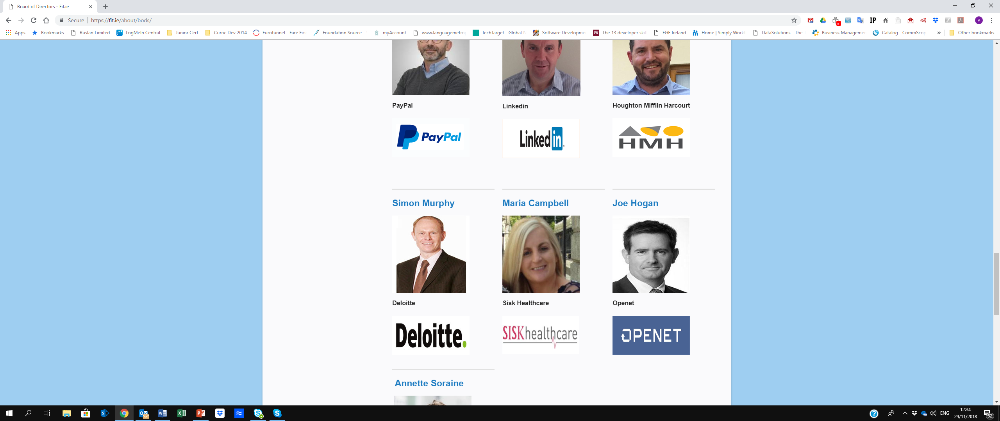 Board of Directors - Fit.ie
Secure https://fit.ie/about/bods/
Apps Bookmarks Ruslan Limited LogMeIn Central Junior Cert Curric Dev 2014 Eurotunnel - Fare Fin Foundation Source - myAccount www.languagemetro TechTarget - Global N Software Developme The 13 developer skil EGF Ireland Home | Simply Workf DataSolutions - The T Business Managemen Catalog - CommScop » Other bookmarks
PayPal Linkedin Houghton Mifflin Harcourt
PayPal Linked in HMH
Simon Murphy Maria Campbell Joe Hogan
Deloitte Sisk Healthcare Openet
Deloitte. SISKhealthcare OPENET
Annette Soraine
ENG 12:34
29/11/2018 52